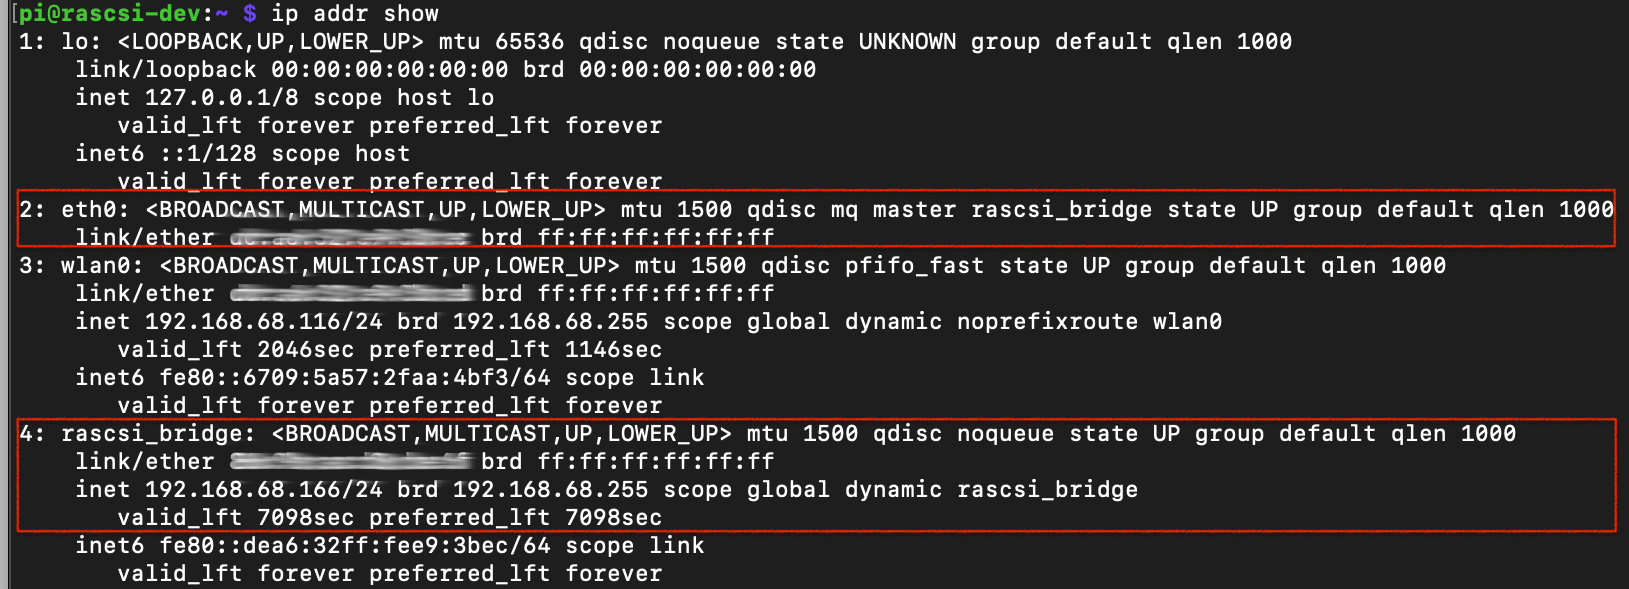 [pi@rascsi-dev:~ $ ip addr show
1: lo: <LOOPBACK,UP,LOWER_UP> mtu 65536 qdisc noqueue state UNKNOWN group default qlen 1000
link/loopback 00:00:00:00:00:00 brd 00:00:00:00:00:00
inet 127.0.0.1/8 scope host lo
valid_lft forever preferred_lft forever
inet6 ::1/128 scope host
valid_lft forever preferred_lft forever
2: eth0: <BROADCAST,MULTICAST,UP,LOWER_UP> mtu 1500 qdisc mq master rascsi_bridge state UP group default qlen 1000
link/ether brd ff:ff:ff:ff:ff:ff
3: wlan0: <BROADCAST,MULTICAST,UP,LOWER_UP> mtu 1500 qdisc pfifo_fast state UP group default qlen 1000
link/ether brd ff:ff:ff:ff:ff:ff
inet 192.168.68.116/24 brd 192.168.68.255 scope global dynamic noprefixroute wlan0
valid_lft 2046sec preferred_lft 1146sec
inet6 fe80::6709:5a57:2faa:4bf3/64 scope link
valid_lft forever preferred_lft forever
4: rascsi_bridge: <BROADCAST,MULTICAST,UP,LOWER_UP> mtu 1500 qdisc noqueue state UP group default qlen 1000
link/ether brd ff:ff:ff:ff:ff:ff
inet 192.168.68.166/24 brd 192.168.68.255 scope global dynamic rascsi_bridge
valid_lft 7098sec preferred_lft 7098sec
inet6 fe80::dea6:32ff:fee9:3bec/64 scope link
valid_lft forever preferred_lft forever